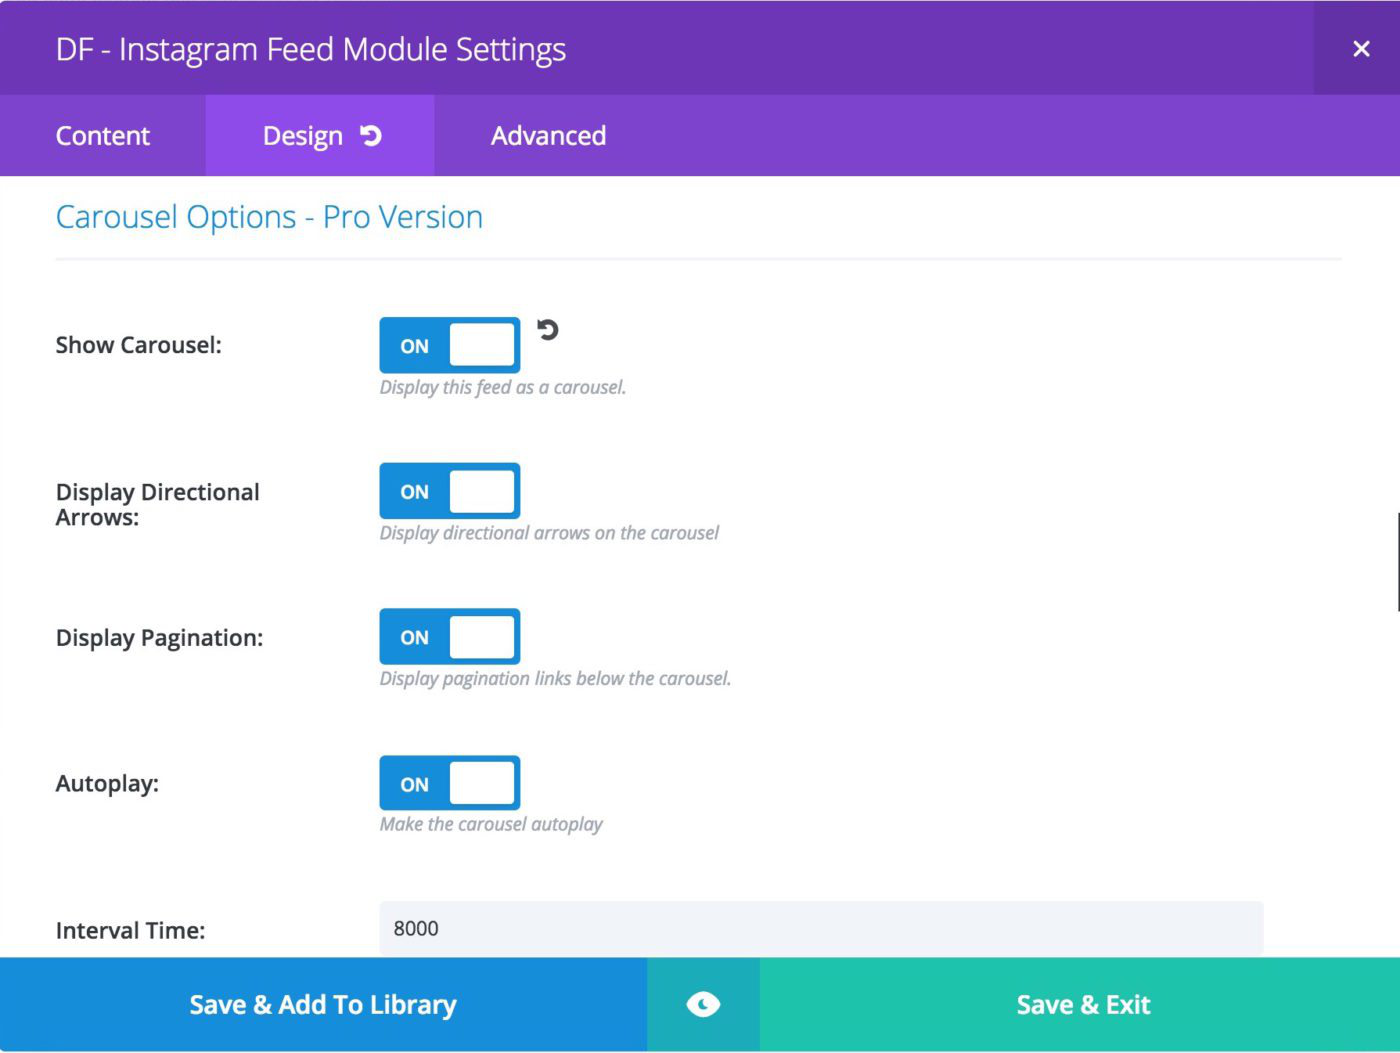 DF - Instagram Feed Module Settings
Content
Design
Advanced
Carousel Options - Pro Version
Show Carousel:
ON
Display this feed as a carousel.
Display Directional
Arrows:
ON
Display directional arrows on the carousel
Display Pagination:
ON
Display pagination links below the carousel.
Autoplay:
ON
Make the carousel autoplay
Interval Time:
8000
Save & Add To Library
Save & Exit